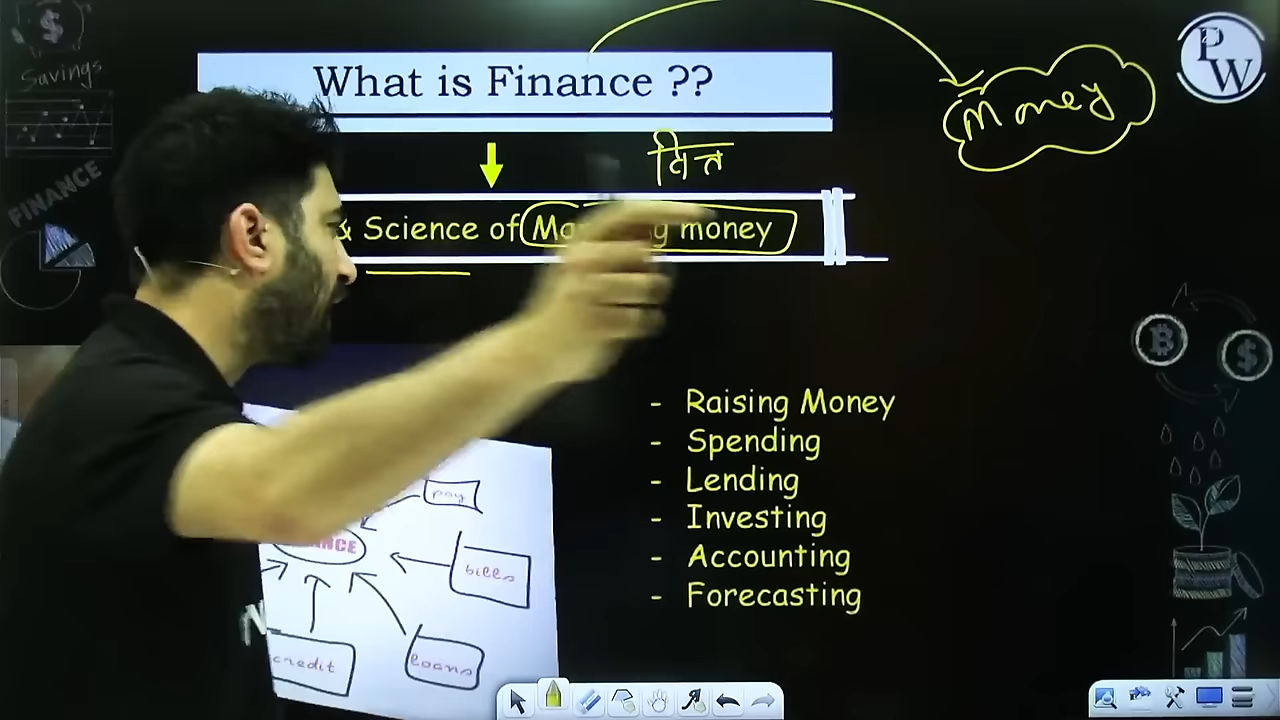 Savings
FINANCE
What is Finance ??
Money
PW
वित्त
& Science of money
- Raising Money
- Spending
- Lending
- Investing
- Accounting
- Forecasting
pay
bills
credit
loans